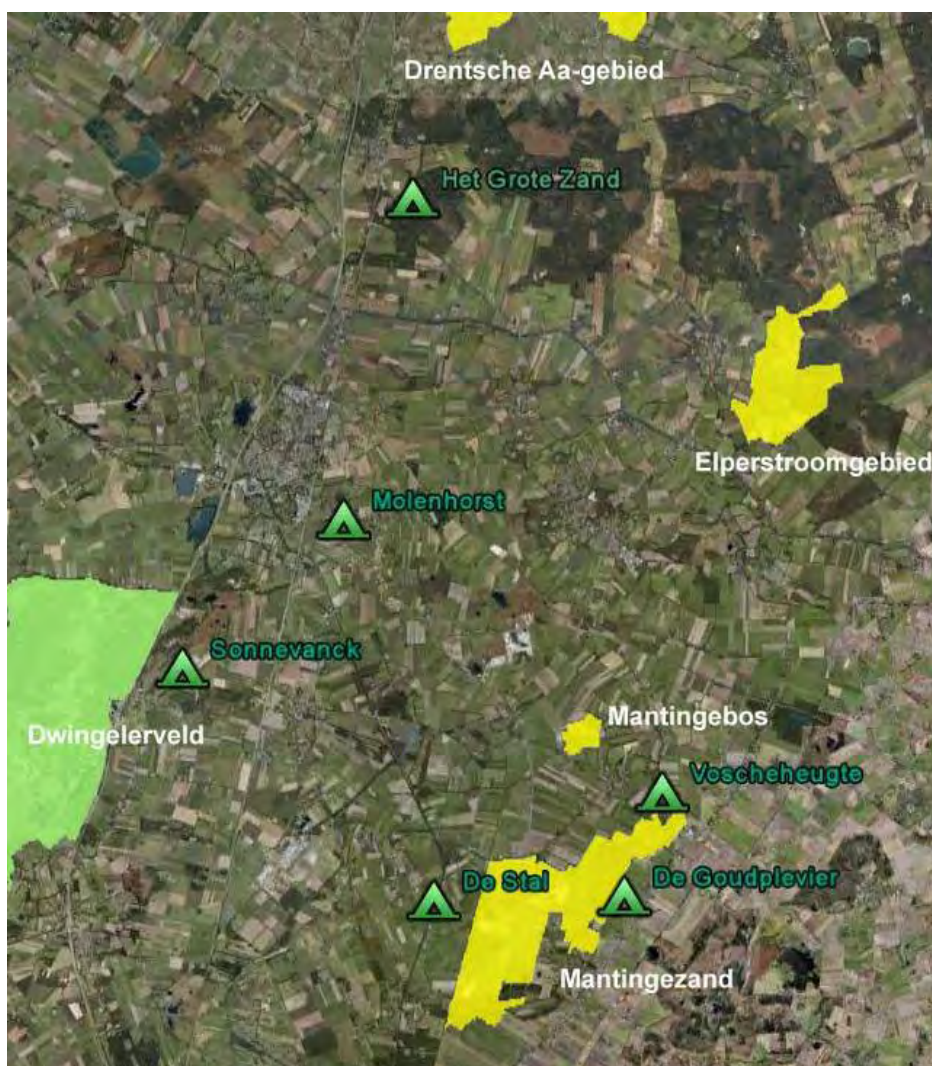 Drentsche Aa-gebied
Het Grote Zand
Elperstroomgebied
Molenhorst
Sonnevanck
Mantingebos
Dwingelerveld
Voscheheugte
De Stal
De Goudplevier
Mantingezand